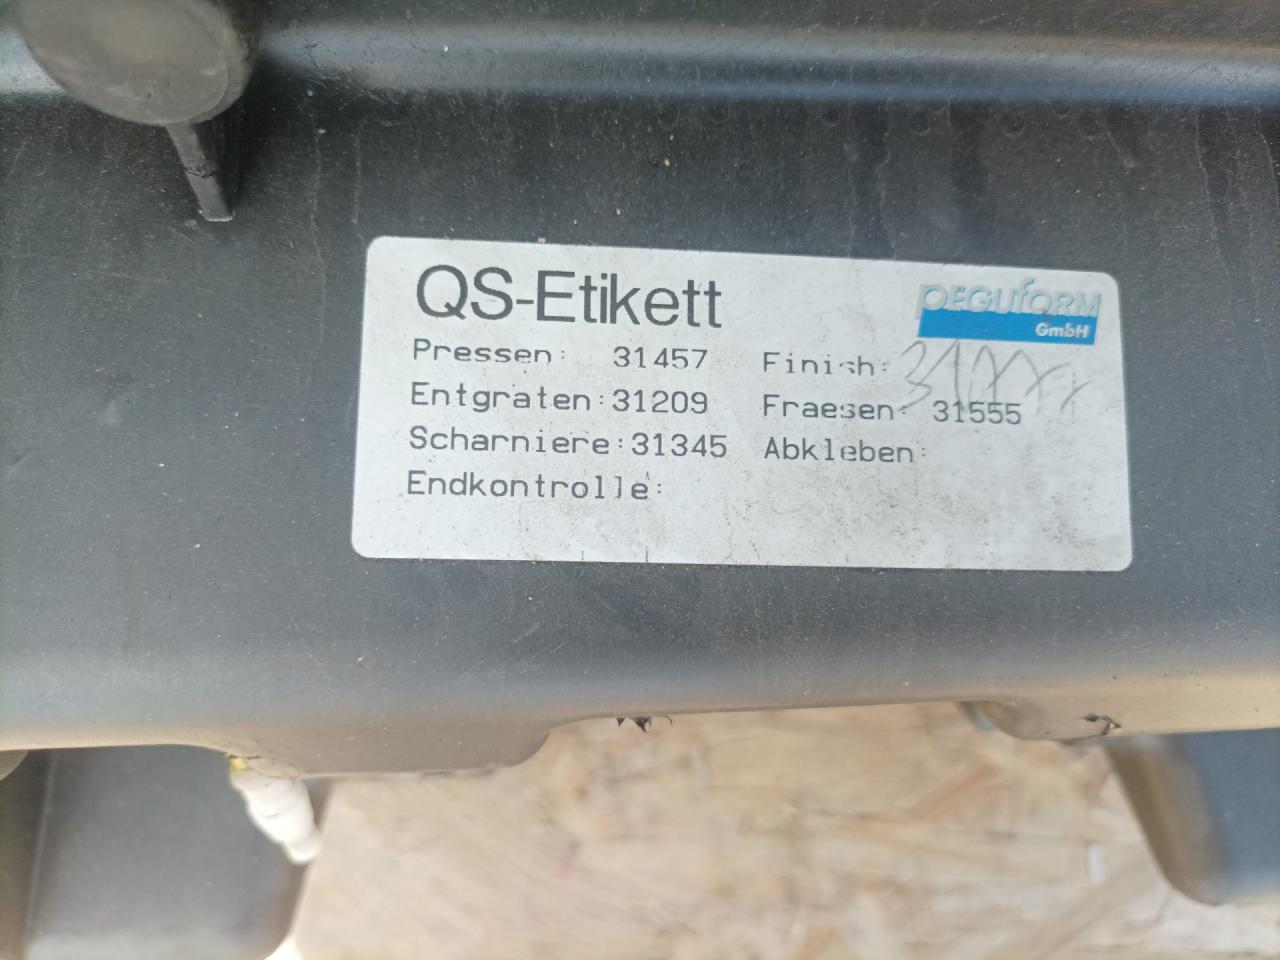 QS-Etikett
PEGUFORM
GmbH
Pressen: 31457 Finish:
Entgraten: 31209 Fraesen: 31555
Scharniere: 31345 Abkleben:
Endkontrolle: